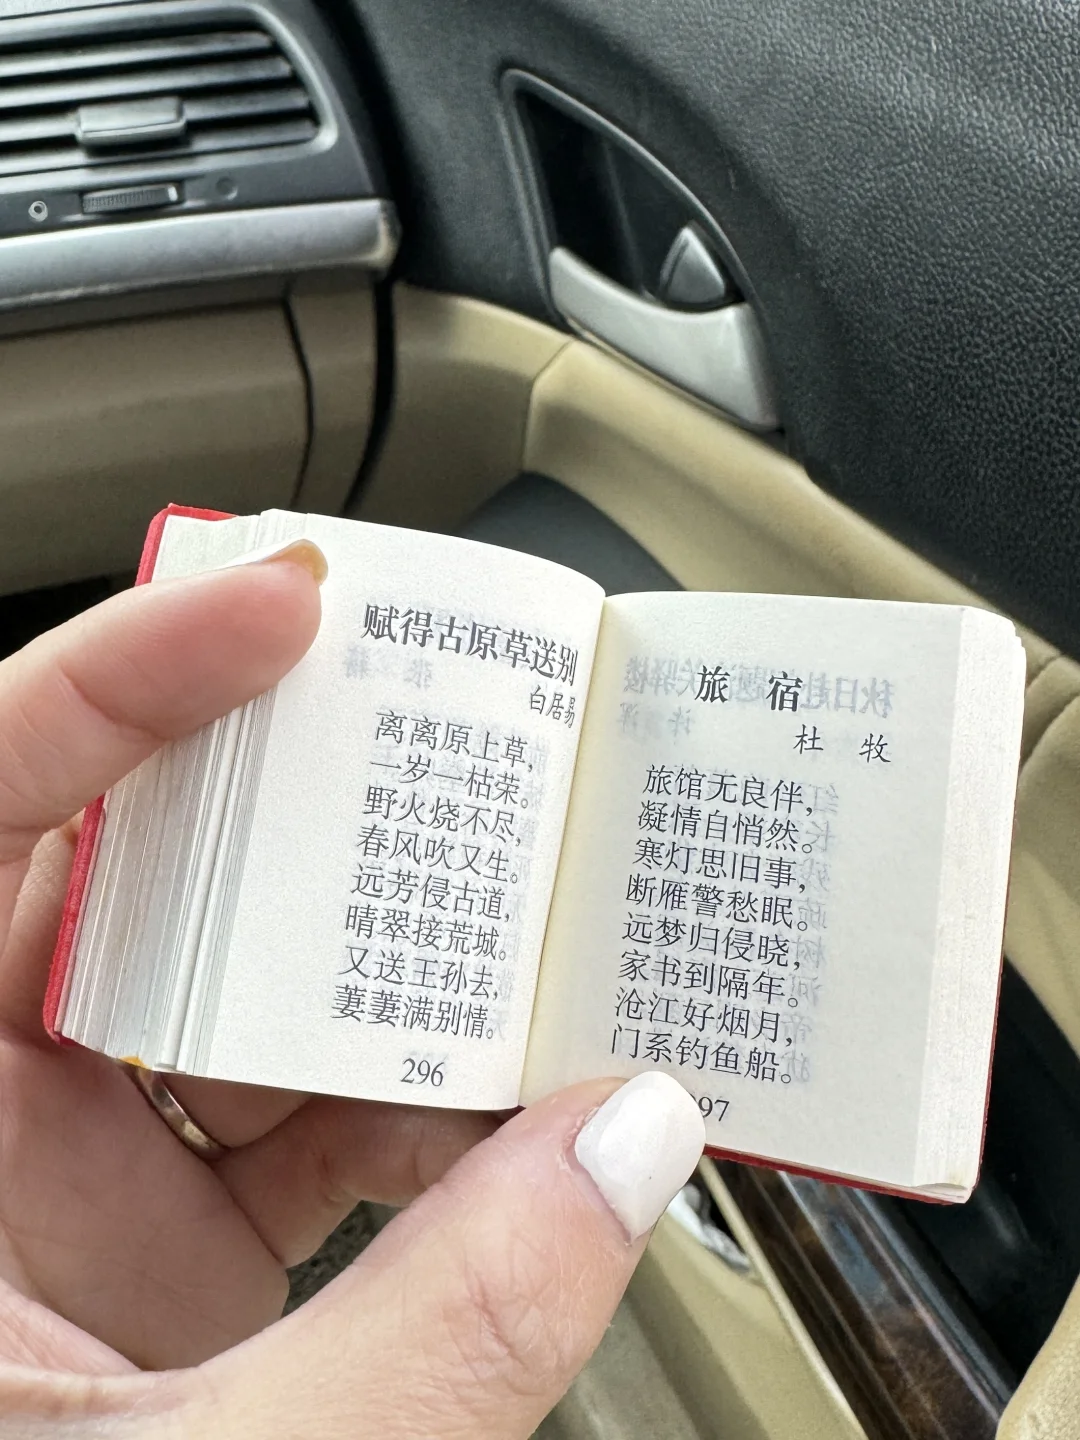 赋得古原草送别
白居易
离离原上草，
一岁一枯荣。
野火烧不尽，
春风吹又生。
远芳侵古道，
晴翠接荒城。
又送王孙去，
萋萋满别情。
296
旅 宿
杜 牧
旅馆无良伴，
凝情自悄然。
寒灯思旧事，
断雁警愁眠。
远梦归侵晓，
家书到隔年。
沧江好烟月，
门系钓鱼船。
97